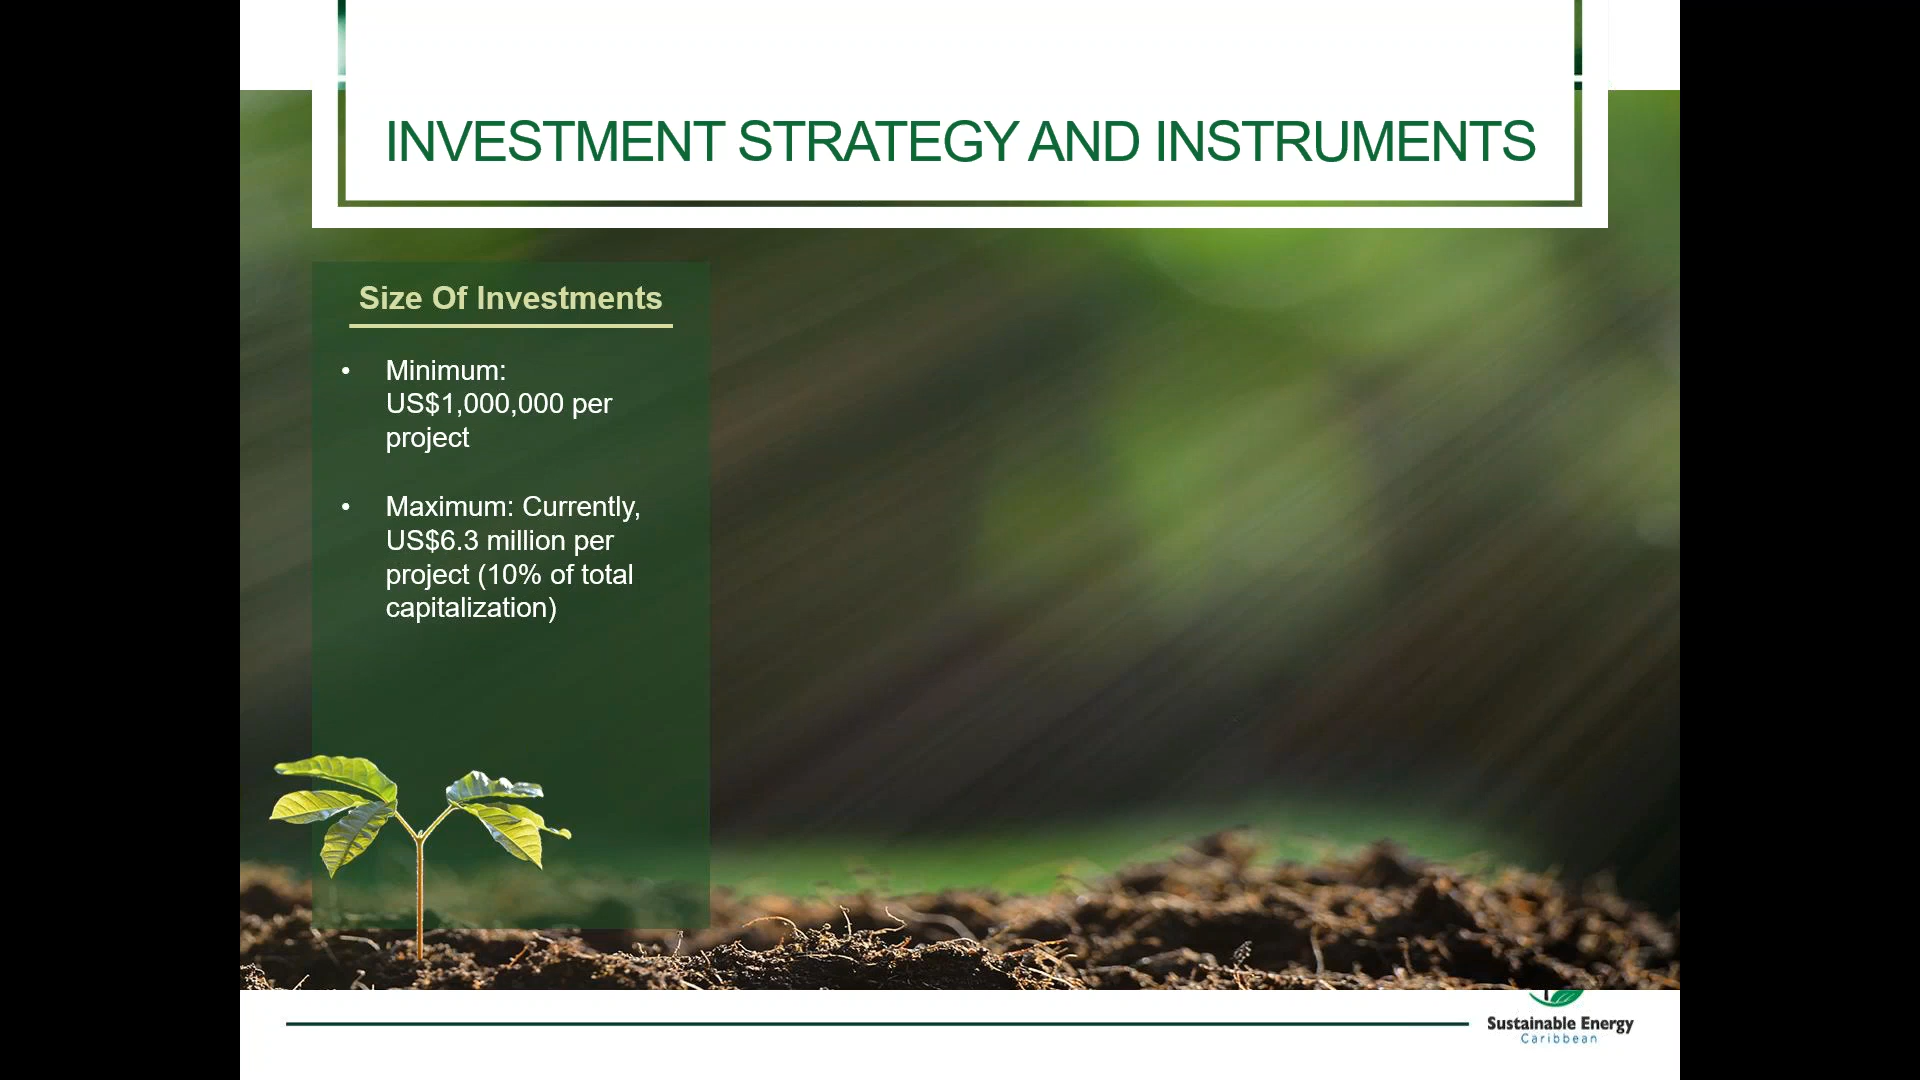 INVESTMENT STRATEGY AND INSTRUMENTS
Size Of Investments
• Minimum:
US$1,000,000 per
project
• Maximum: Currently,
US$6.3 million per
project (10% of total
capitalization)
Sustainable Energy
Caribbean